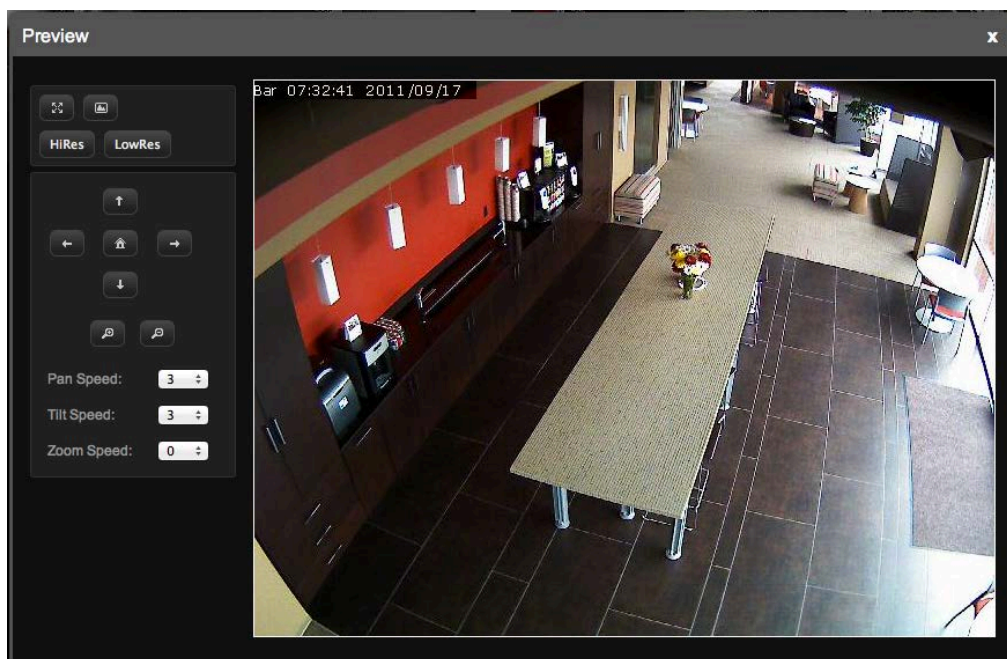 Preview
x
HiRes LowRes
Pan Speed: 3
Tilt Speed: 3
Zoom Speed: 0
Bar 07:32:41 2011/09/17